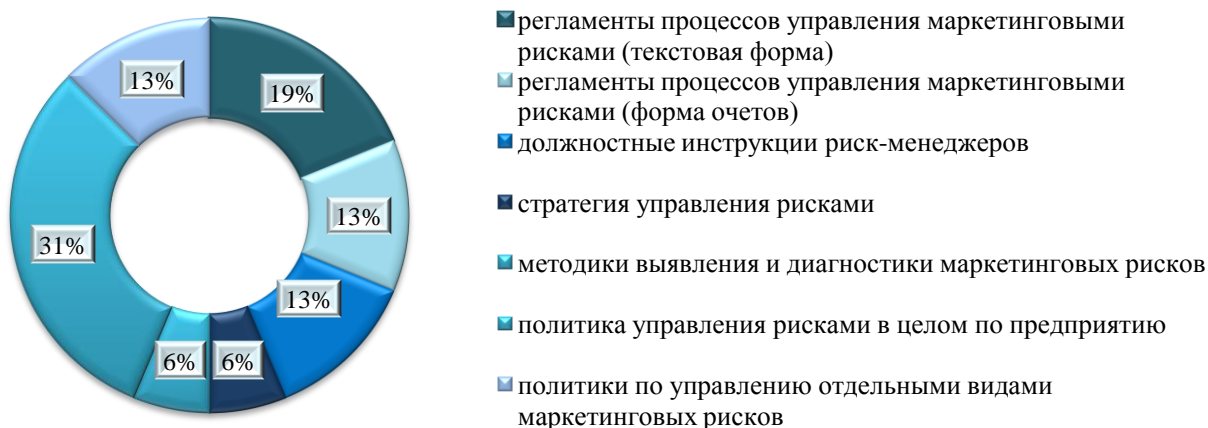 регламенты процессов управления маркетинговыми
рисками (текстовая форма)
регламенты процессов управления маркетинговыми
рисками (форма очетов)
должностные инструкции риск-менеджеров
стратегия управления рисками
методики выявления и диагностики маркетинговых рисков
политика управления рисками в целом по предприятию
политики по управлению отдельными видами
маркетинговых рисков
13%
19%
13%
31%
13%
6%
6%